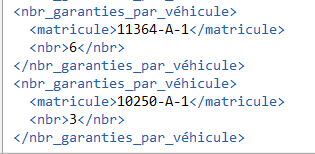 <nbr_garanties_par_véhicule>
<matricule>11364-A-1</matricule>
<nbr>6</nbr>
</nbr_garanties_par_véhicule>
<nbr_garanties_par_véhicule>
<matricule>10250-A-1</matricule>
<nbr>3</nbr>
</nbr_garanties_par_véhicule>